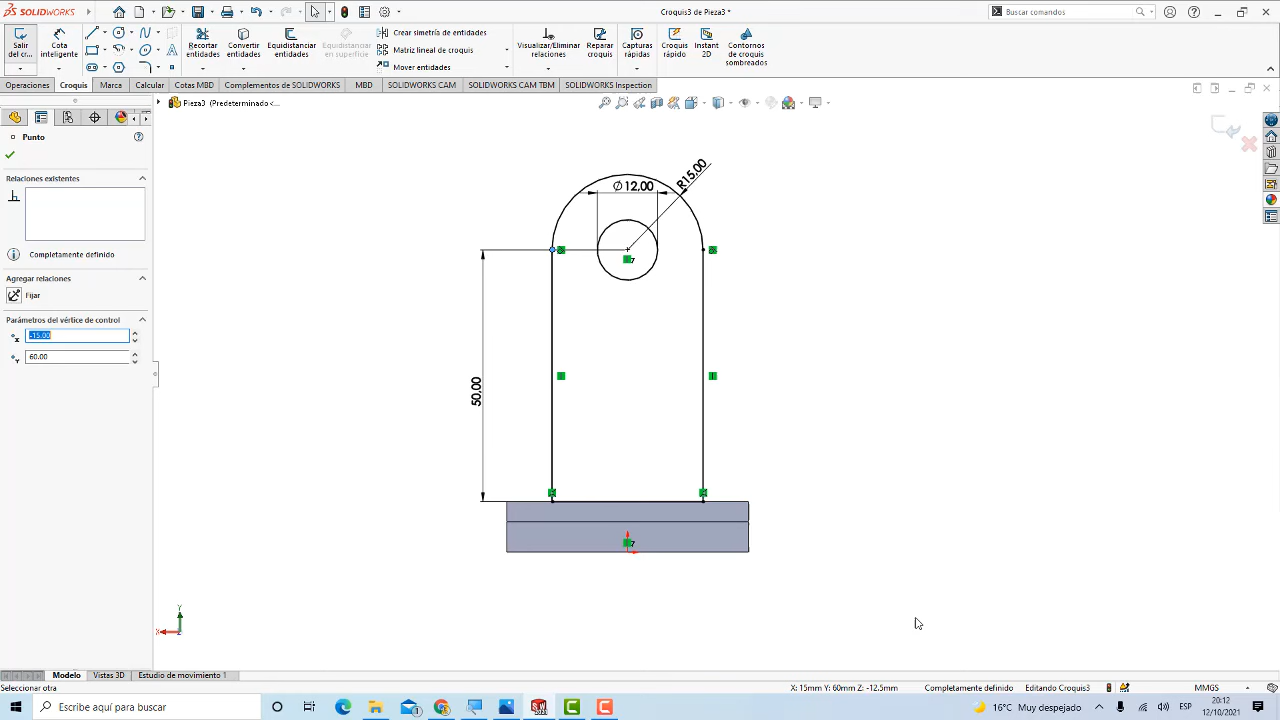 SOLIDWORKS
Croquis3 de Pieza3 *
Buscar comandos
Salir del cr...
Cota inteligente
Recortar entidades
Convertir entidades
Equidistanciar entidades
Equidistanciar en superficie
Crear simetría de entidades
Matriz lineal de croquis
Mover entidades
Visualizar/Eliminar relaciones
Reparar croquis
Capturas rápidas
Croquis rápido
Instant 2D
Contornos de croquis sombreados
Operaciones
Croquis
Marca
Calcular
Cotas MBD
Complementos de SOLIDWORKS
MBD
SOLIDWORKS CAM
SOLIDWORKS CAM TBM
SOLIDWORKS Inspection
Pieza3 (Predeterminado <...
Punto
Relaciones existentes
Completamente definido
Agregar relaciones
Fijar
Parámetros del vértice de control
-15.00
60.00
R15,00
∅12,00
50,00
7
7
Y
X
Z
Modelo
Vistas 3D
Estudio de movimiento 1
Seleccionar otra
X: 15mm Y: 60mm Z: -12.5mm
Completamente definido
Editando Croquis3
MMGS
Escribe aquí para buscar
16°C Muy despejado
ESP
20:12
12/10/2021